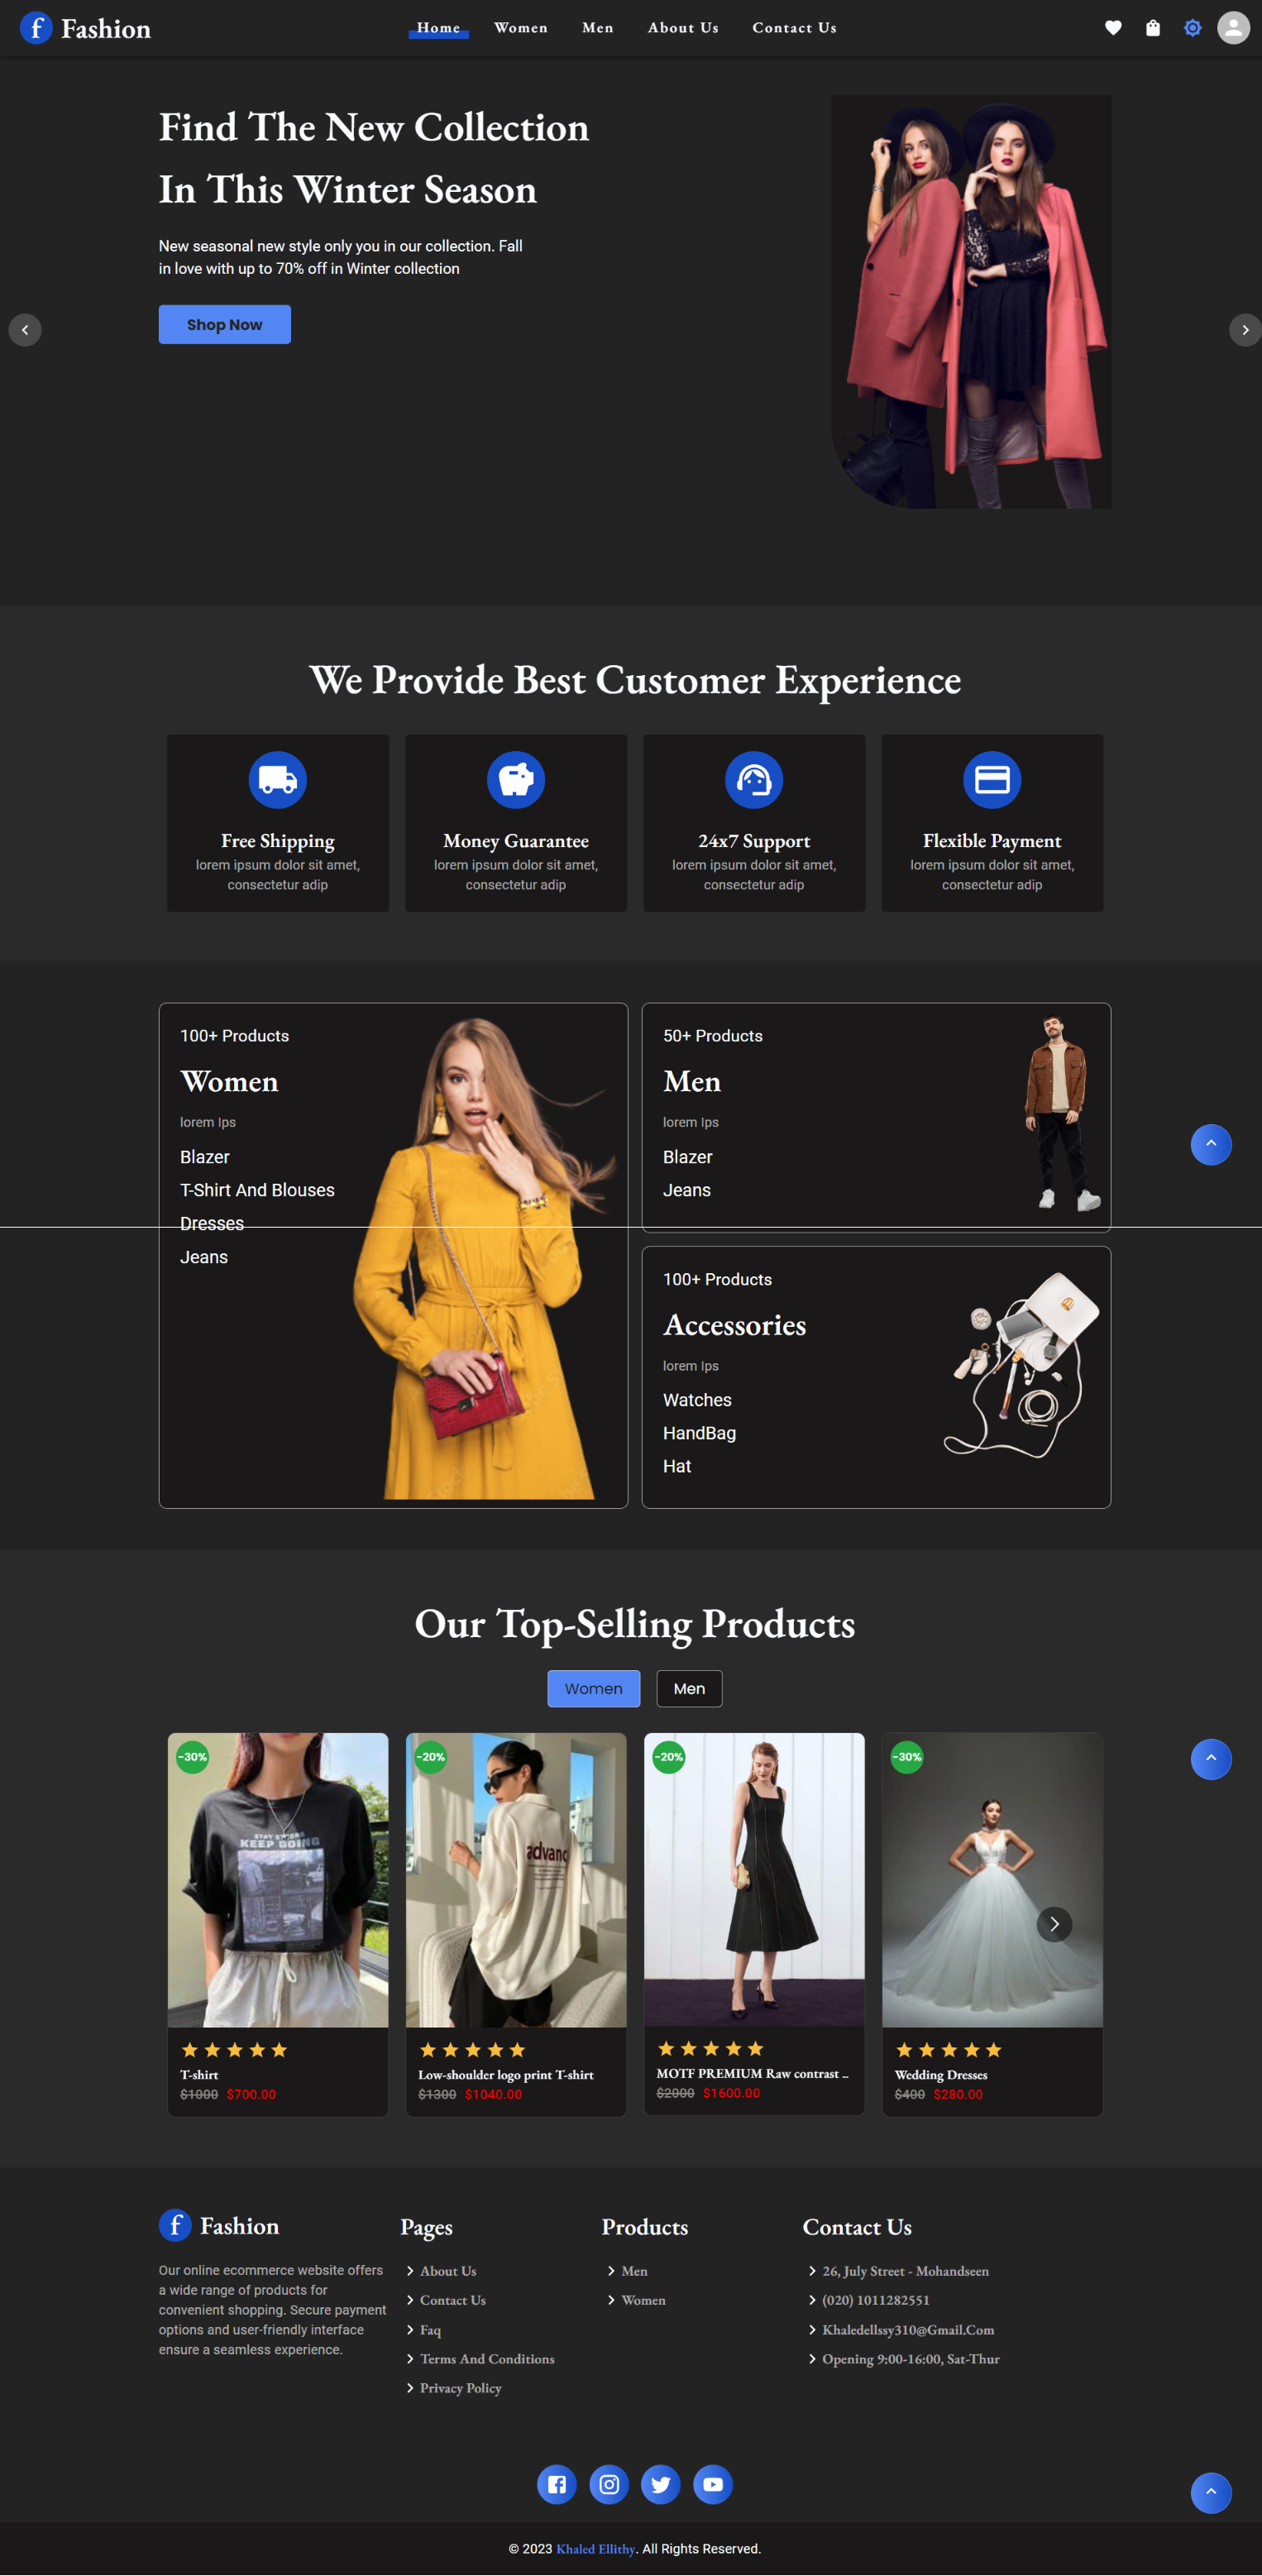 f Fashion
Home Women Men About Us Contact Us
Find The New Collection
In This Winter Season
New seasonal new style only you in our collection. Fall
in love with up to 70% off in Winter collection
Shop Now
We Provide Best Customer Experience
Free Shipping
lorem ipsum dolor sit amet,
consectetur adip
Money Guarantee
lorem ipsum dolor sit amet,
consectetur adip
24x7 Support
lorem ipsum dolor sit amet,
consectetur adip
Flexible Payment
lorem ipsum dolor sit amet,
consectetur adip
100+ Products
Women
lorem Ips
Blazer
T-Shirt And Blouses
Dresses
Jeans
50+ Products
Men
lorem Ips
Blazer
Jeans
100+ Products
Accessories
lorem Ips
Watches
HandBag
Hat
Our Top-Selling Products
Women Men
-30%
KEEP GOING
T-shirt
$1000 $700.00
-20%
advanc
Low-shoulder logo print T-shirt
$1300 $1040.00
-20%
MOTF PREMIUM Raw contrast ...
$2000 $1600.00
-30%
Wedding Dresses
$400 $280.00
f Fashion
Our online ecommerce website offers
a wide range of products for
convenient shopping. Secure payment
options and user-friendly interface
ensure a seamless experience.
Pages
About Us
Contact Us
Faq
Terms And Conditions
Privacy Policy
Products
Men
Women
Contact Us
26, July Street - Mohandseen
(020) 1011282551
Khaledellssy310@Gmail.Com
Opening 9:00-16:00, Sat-Thur
© 2023 Khaled Ellithy. All Rights Reserved.